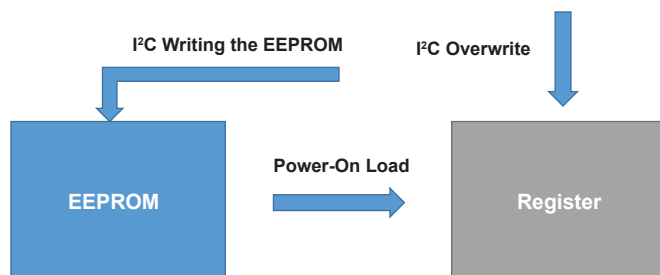 I²C Writing the EEPROM
I²C Overwrite
Power-On Load
EEPROM
Register